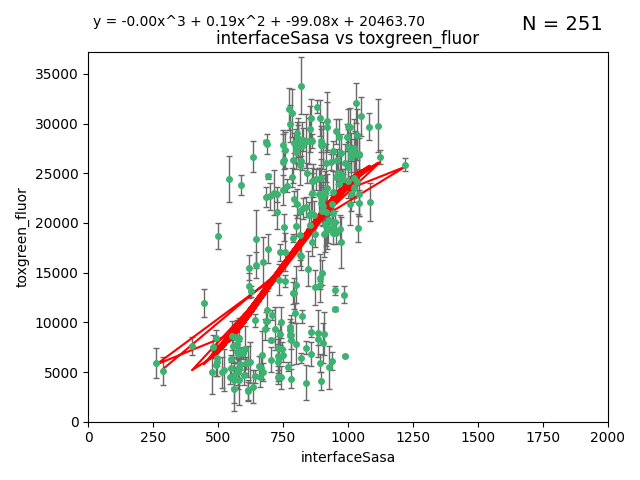 y = -0.00x^3 + 0.19x^2 + -99.08x + 20463.70
N = 251
interfaceSasa vs toxgreen_fluor
35000
30000
25000
20000
15000
10000
5000
0
toxgreen_fluor
0 250 500 750 1000 1250 1500 1750 2000
interfaceSasa